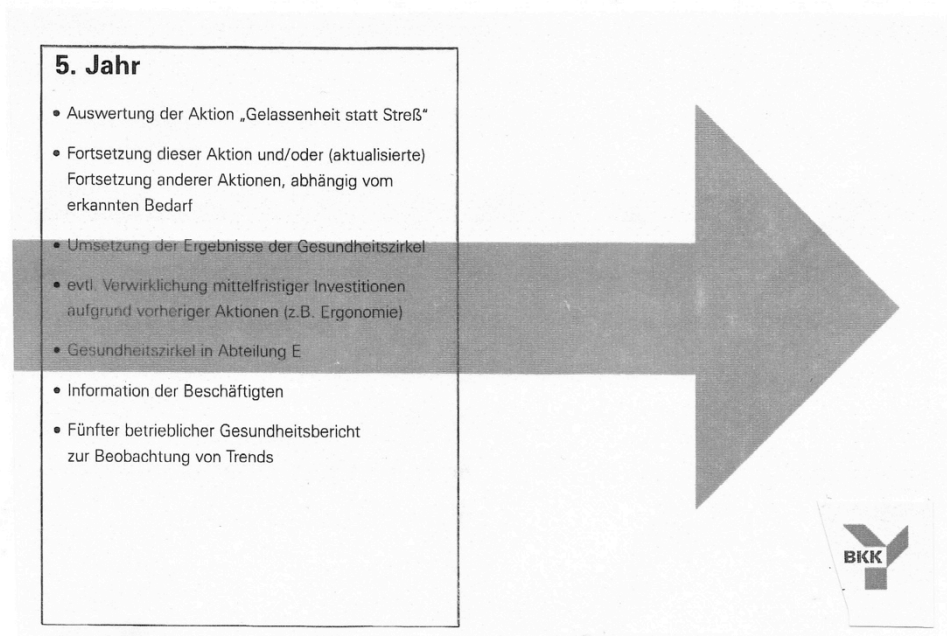 5. Jahr
• Auswertung der Aktion „Gelassenheit statt Streß“
• Fortsetzung dieser Aktion und/oder (aktualisierte)
Fortsetzung anderer Aktionen, abhängig vom
erkannten Bedarf
• Umsetzung der Ergebnisse der Gesundheitszirkel
• evtl. Verwirklichung mittelfristiger Investitionen
aufgrund vorheriger Aktionen (z.B. Ergonomie)
• Gesundheitszirkel in Abteilung E
• Information der Beschäftigten
• Fünfter betrieblicher Gesundheitsbericht
zur Beobachtung von Trends
BKK